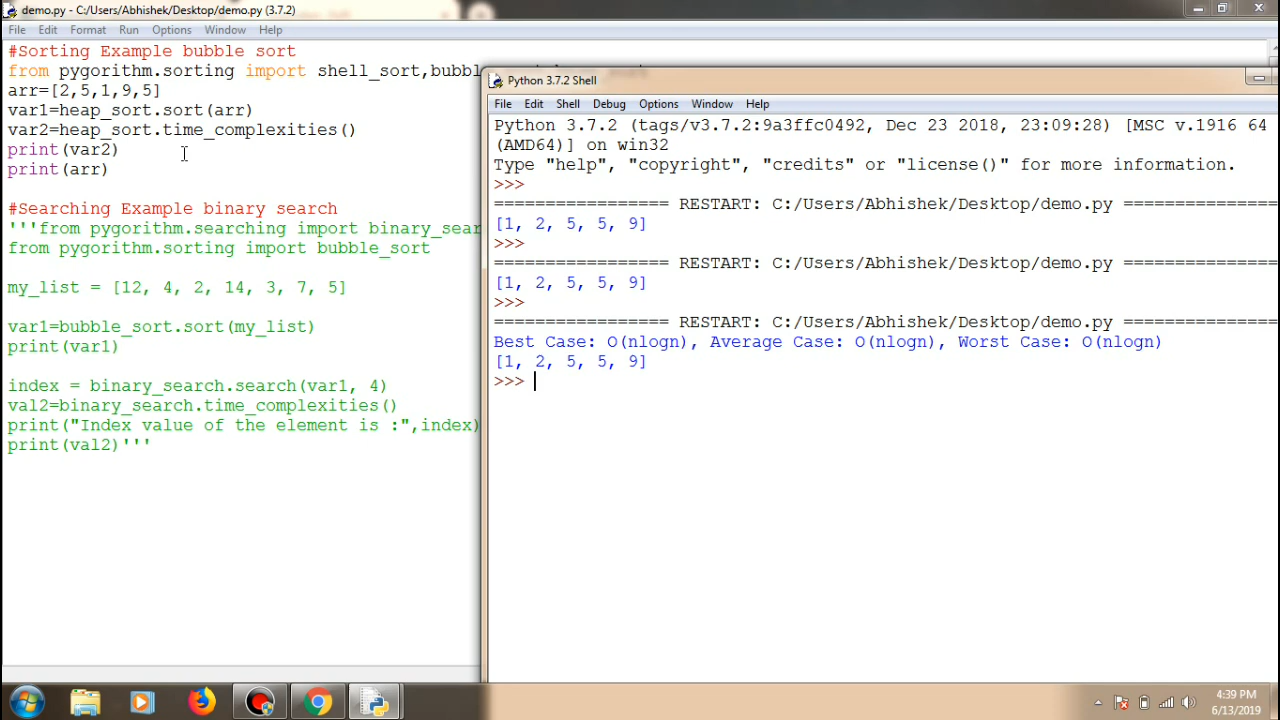 demo.py - C:/Users/Abhishek/Desktop/demo.py (3.7.2)
File Edit Format Run Options Window Help
#Sorting Example bubble sort
from pygorithm.sorting import shell_sort,bubb
arr=[2,5,1,9,5]
var1=heap_sort.sort(arr)
var2=heap_sort.time_complexities()
print(var2)
print(arr)
#Searching Example binary search
'''from pygorithm.searching import binary_sear
from pygorithm.sorting import bubble_sort
my_list = [12, 4, 2, 14, 3, 7, 5]
var1=bubble_sort.sort(my_list)
print(var1)
index = binary_search.search(var1, 4)
val2=binary_search.time_complexities()
print("Index value of the element is :",index)
print(val2)'''
Python 3.7.2 Shell
File Edit Shell Debug Options Window Help
Python 3.7.2 (tags/v3.7.2:9a3ffc0492, Dec 23 2018, 23:09:28) [MSC v.1916 64
(AMD64)] on win32
Type "help", "copyright", "credits" or "license()" for more information.
>>>
================= RESTART: C:/Users/Abhishek/Desktop/demo.py ===============
[1, 2, 5, 5, 9]
>>>
================= RESTART: C:/Users/Abhishek/Desktop/demo.py ===============
[1, 2, 5, 5, 9]
>>>
================= RESTART: C:/Users/Abhishek/Desktop/demo.py ===============
Best Case: O(nlogn), Average Case: O(nlogn), Worst Case: O(nlogn)
[1, 2, 5, 5, 9]
>>>
4:39 PM
6/13/2019